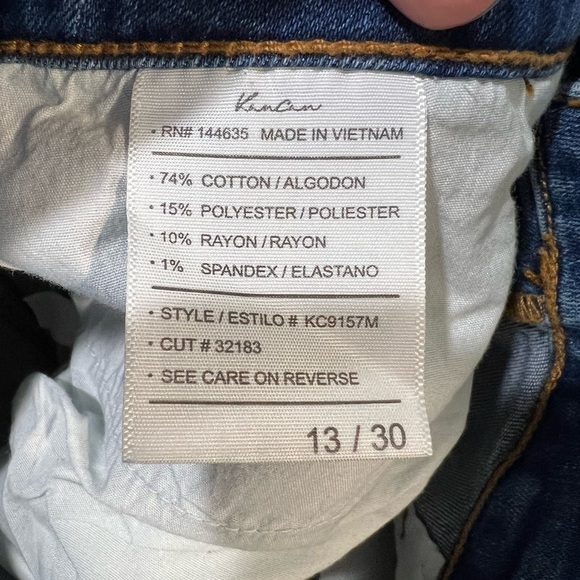 KanCan
• RN# 144635 MADE IN VIETNAM
• 74% COTTON / ALGODON
• 15% POLYESTER / POLIESTER
• 10% RAYON / RAYON
• 1% SPANDEX / ELASTANO
• STYLE / ESTILO # KC9157M
• CUT # 32183
• SEE CARE ON REVERSE
13 / 30